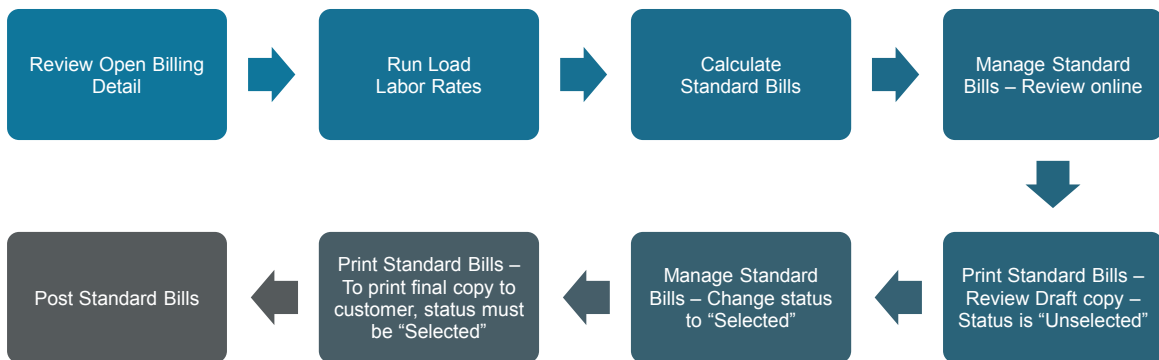 Review Open Billing
Detail
Run Load
Labor Rates
Calculate
Standard Bills
Manage Standard
Bills – Review online
Print Standard Bills –
Review Draft copy –
Status is “Unselected”
Manage Standard
Bills – Change status
to “Selected”
Print Standard Bills –
To print final copy to
customer, status must
be “Selected”
Post Standard Bills